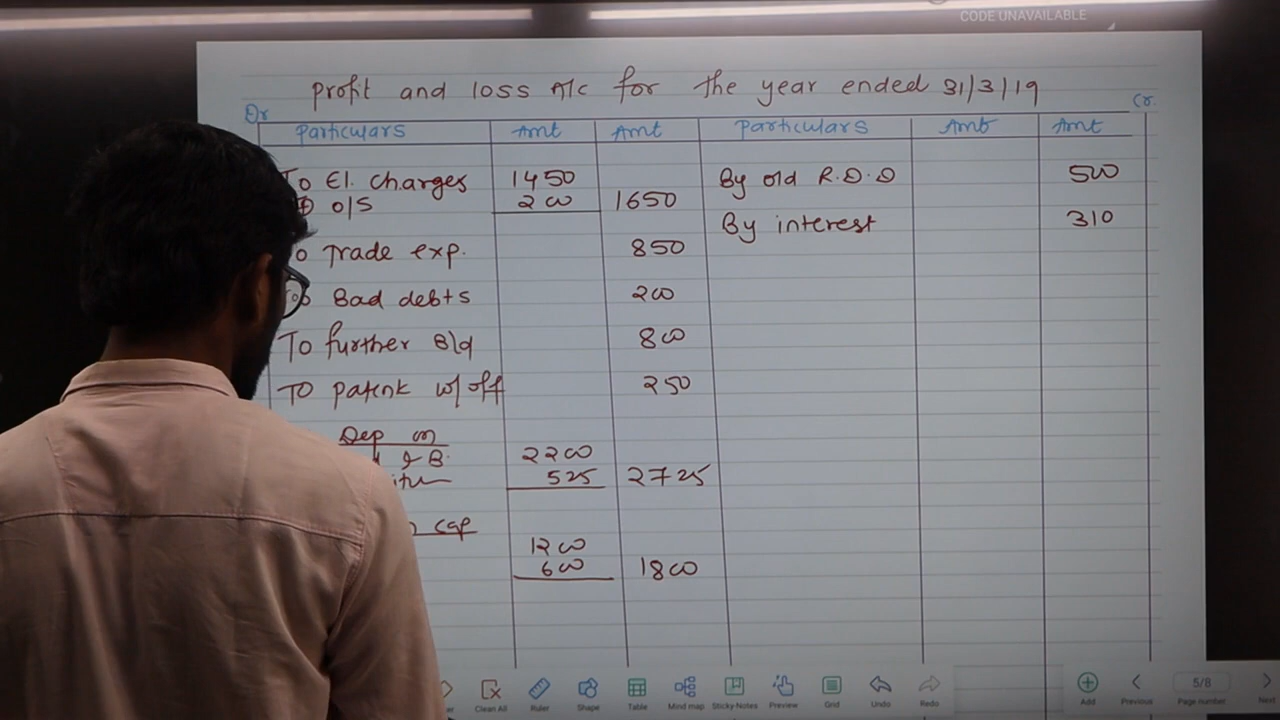 CODE UNAVAILABLE
Profit and loss A/c for the year ended 31/3/19
Dr Cr.
Particulars Amt Amt Particulars Amt Amt
To El. charges 1450 By old R.D.D 500
O/S 200 1650
By interest 310
To Trade exp. 850
To Bad debts 200
To further B/d 800
To Patent w/off 250
Dep on
& B. 2200
525 2725
cap
1200
600 1800
Clean All Ruler Shape Table Mind map Sticky-Notes Preview Grid Undo Redo Add Previous 5/8 Page number Next